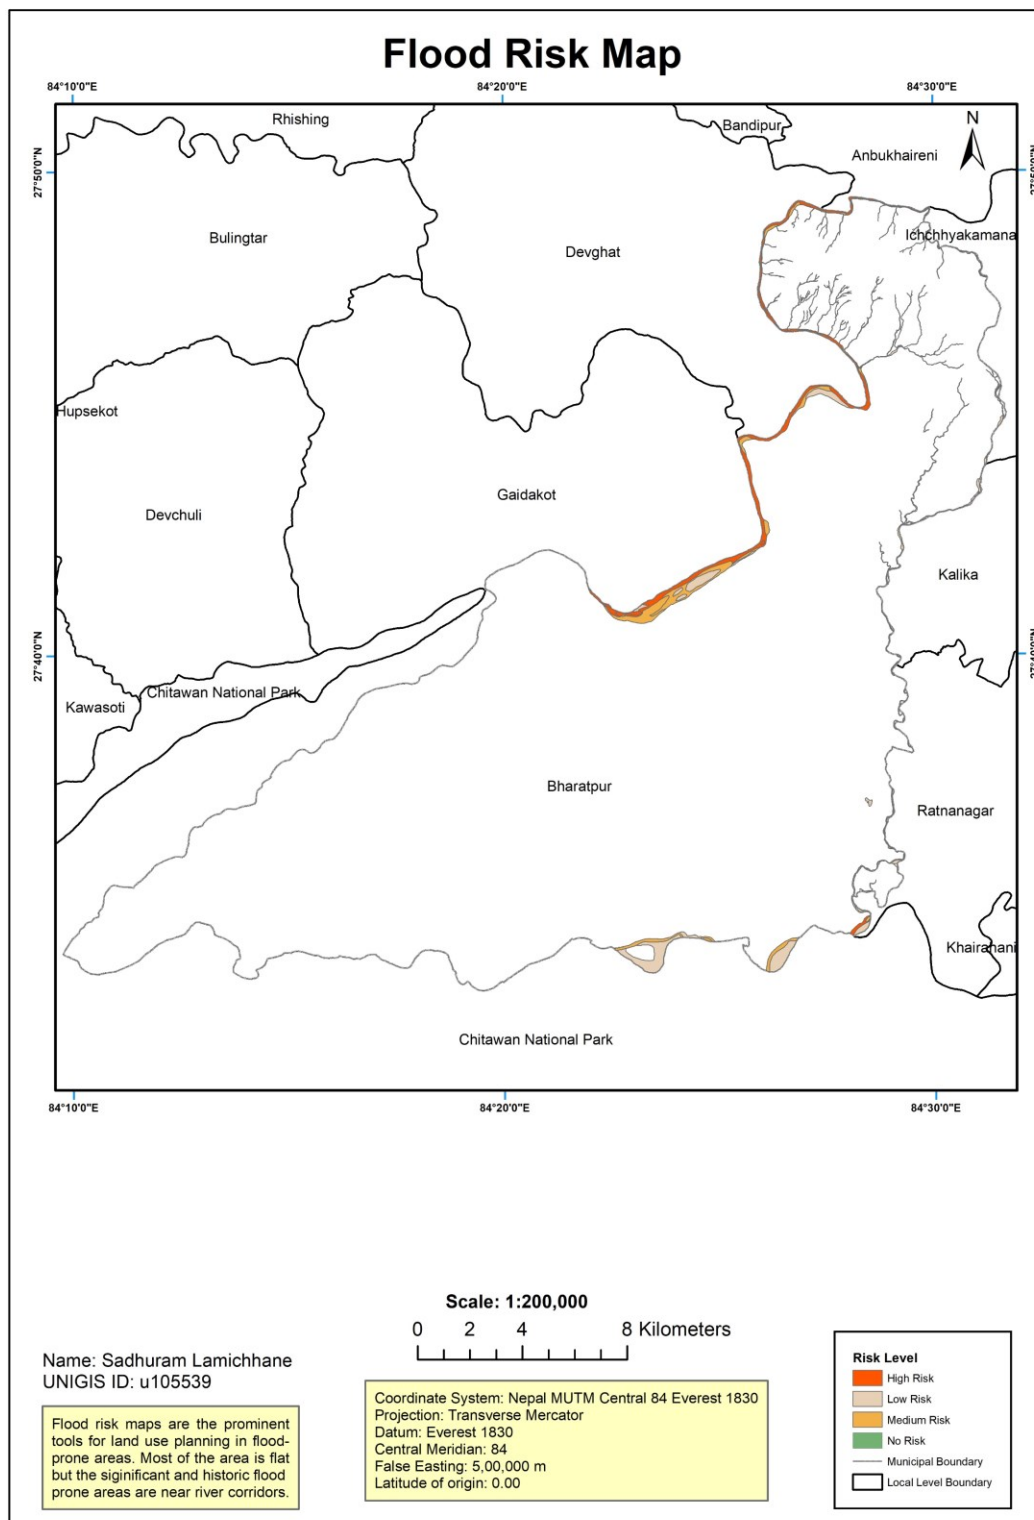 Flood Risk Map
84°10'0"E
84°20'0"E
84°30'0"E
N
Rhishing
Bandipur
Anbukhaireni
27°50'0"N
27°50'0"N
Bulingtar
Devghat
Ichchhyakamana
Hupsekot
Gaidakot
Devchuli
Kalika
27°40'0"N
27°40'0"N
Chitawan National Park
Kawasoti
Bharatpur
Ratnanagar
Khairahani
Chitawan National Park
84°10'0"E
84°20'0"E
84°30'0"E
Scale: 1:200,000
0 2 4 8 Kilometers
Name: Sadhuram Lamichhane
UNIGIS ID: u105539
Flood risk maps are the prominent
tools for land use planning in flood-
prone areas. Most of the area is flat
but the siginificant and historic flood
prone areas are near river corridors.
Coordinate System: Nepal MUTM Central 84 Everest 1830
Projection: Transverse Mercator
Datum: Everest 1830
Central Meridian: 84
False Easting: 5,00,000 m
Latitude of origin: 0.00
Risk Level
High Risk
Low Risk
Medium Risk
No Risk
Municipal Boundary
Local Level Boundary